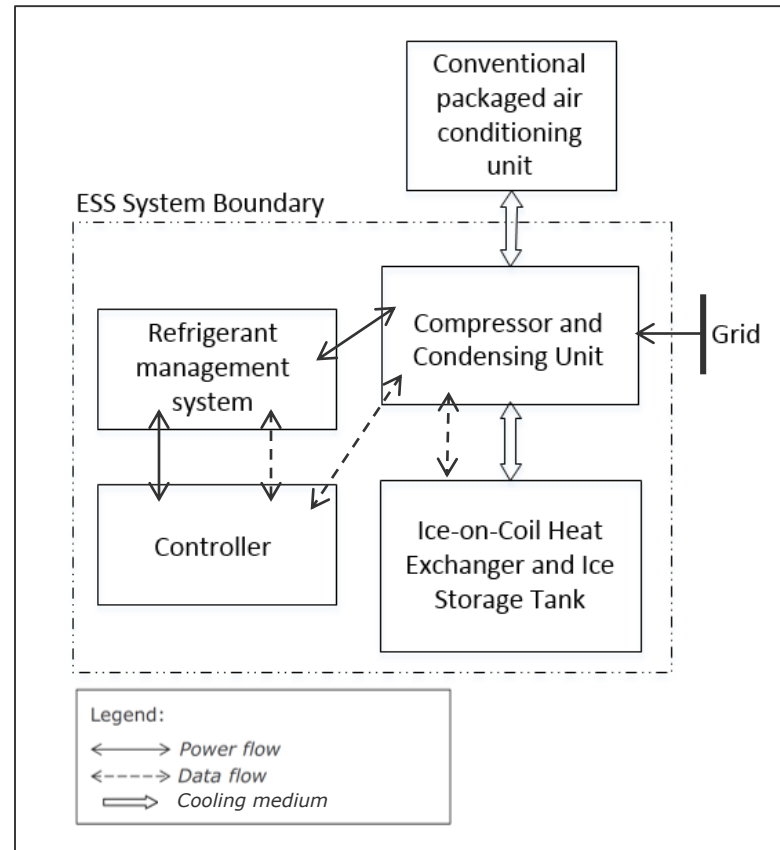 Conventional
packaged air
conditioning
unit
ESS System Boundary
Refrigerant
management
system
Compressor and
Condensing Unit
Grid
Controller
Ice-on-Coil Heat
Exchanger and Ice
Storage Tank
Legend:
Power flow
Data flow
Cooling medium